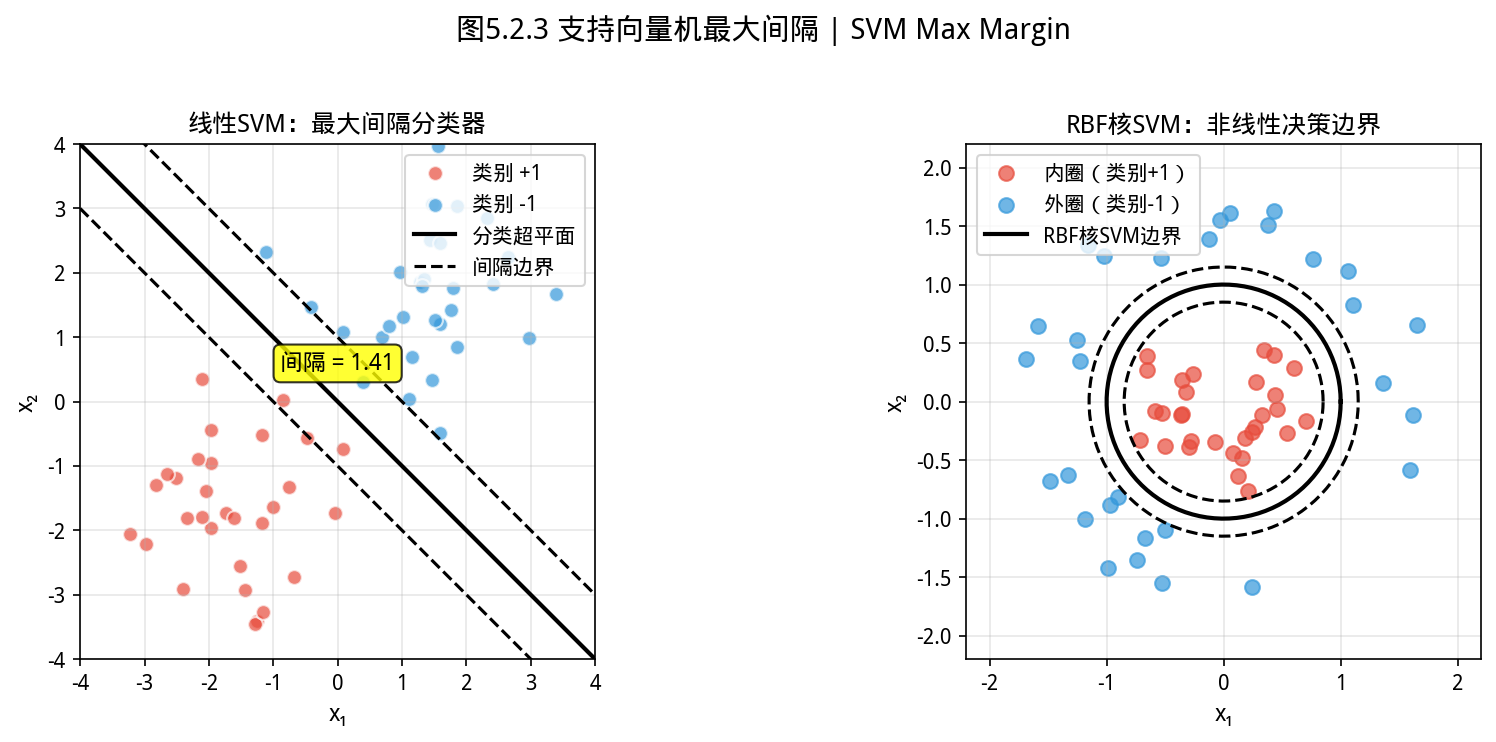 图5.2.3 支持向量机最大间隔 | SVM Max Margin
线性SVM：最大间隔分类器
4
3
2
1
0
-1
-2
-3
-4
x₂
类别 +1
类别 -1
分类超平面
间隔边界
间隔 = 1.41
-4 -3 -2 -1 0 1 2 3 4
x₁
RBF核SVM：非线性决策边界
2.0
1.5
1.0
0.5
0.0
-0.5
-1.0
-1.5
-2.0
x₂
内圈（类别+1）
外圈（类别-1）
RBF核SVM边界
-2 -1 0 1 2
x₁